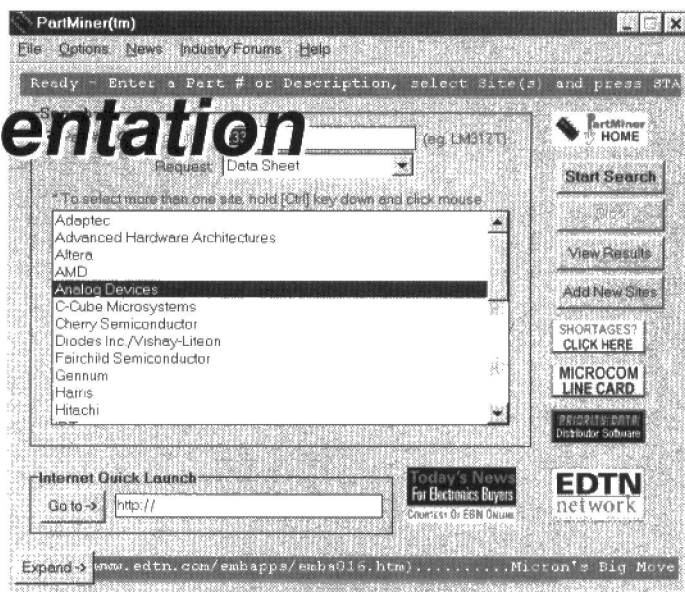 PartMiner(tm)
File Options News Industry Forums Help
Ready - Enter a Part # or Description, select Site(s) and press STA
entation
33 (eg. LM317T)
Request: Data Sheet
* To select more than one site, hold [Ctrl] key down and click mouse
Adaptec
Advanced Hardware Architectures
Altera
AMD
Analog Devices
C-Cube Microsystems
Cherry Semiconductor
Diodes Inc./Vishay-Liteon
Fairchild Semiconductor
Gennum
Harris
Hitachi
PartMiner
HOME
Start Search
View Results
Add New Sites
SHORTAGES?
CLICK HERE
MICROCOM
LINE CARD
PRIORITY DATA
Distributor Software
Internet Quick Launch
Go to -> http://
Today's News
For Electronics Buyers
COURTESY OF EBN ONLINE
EDTN
network
Expand -> www.edtn.com/embapps/emba016.htm)..........Micron's Big Move